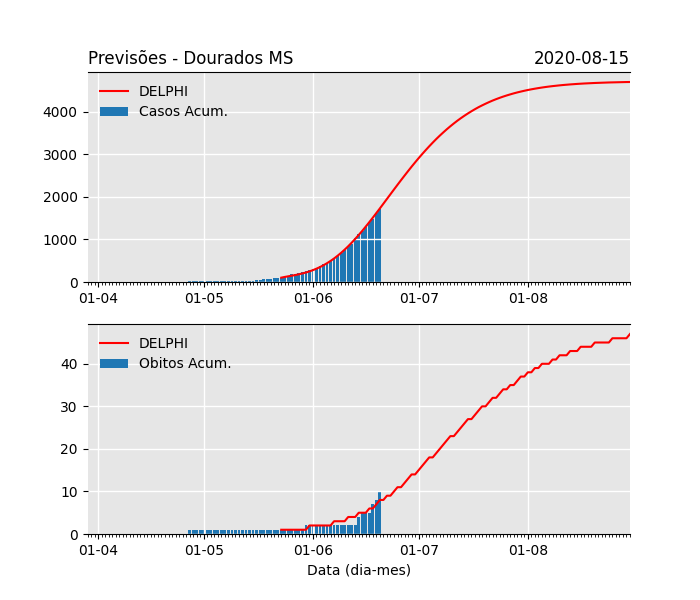 Previsões - Dourados MS 2020-08-15
DELPHI
Casos Acum.
4000
3000
2000
1000
0
01-04 01-05 01-06 01-07 01-08
DELPHI
Obitos Acum.
40
30
20
10
0
01-04 01-05 01-06 01-07 01-08
Data (dia-mes)